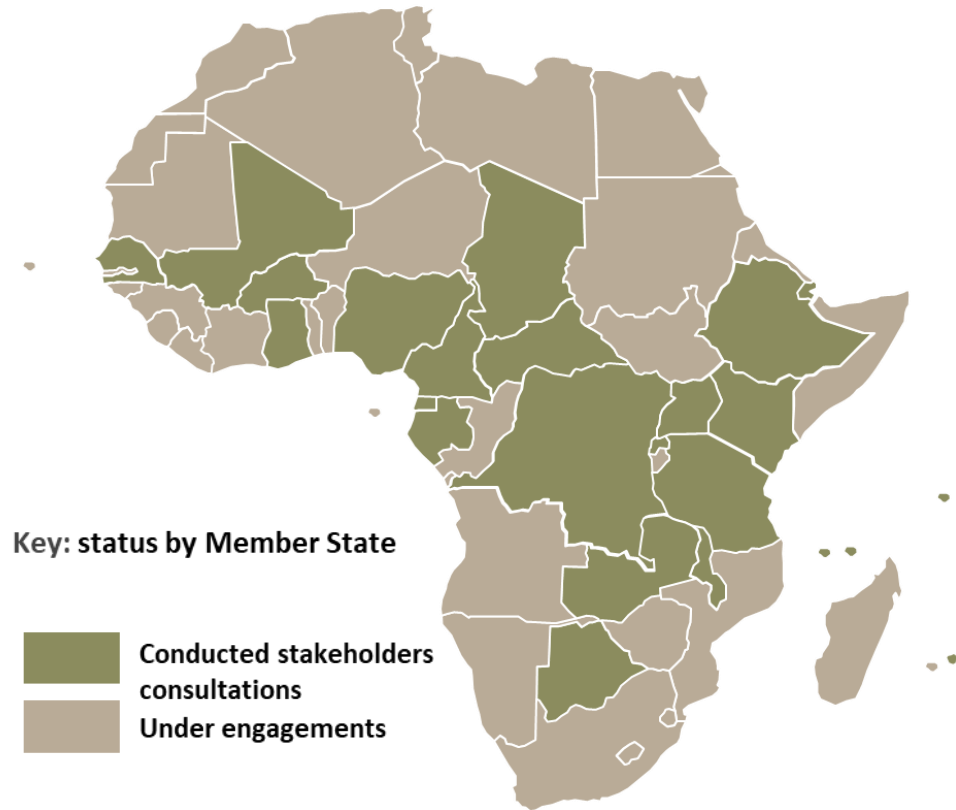 Key: status by Member State
Conducted stakeholders
consultations
Under engagements